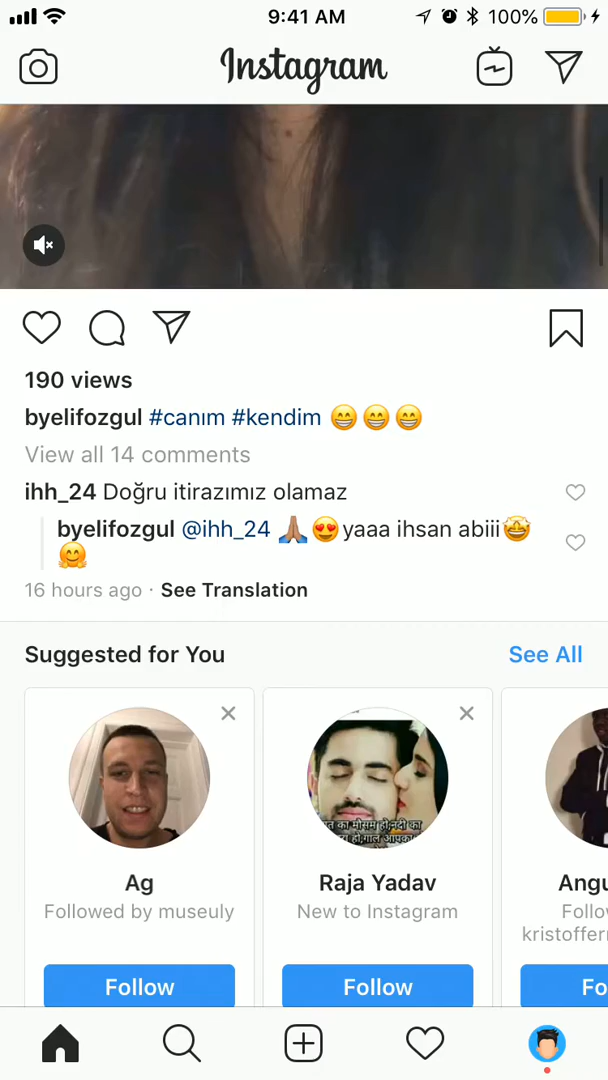 9:41 AM
100%
Instagram
190 views
byelifozgul #canım #kendim 😁😁😁
View all 14 comments
ihh_24 Doğru itirazımız olamaz
byelifozgul @ihh_24 🙏🏽😍yaaa ihsan abiii🤩
🤗
16 hours ago · See Translation
Suggested for You
See All
Ag
Followed by museuly
Follow
Raja Yadav
New to Instagram
Follow
Angu
Follo
kristoffern
Fo